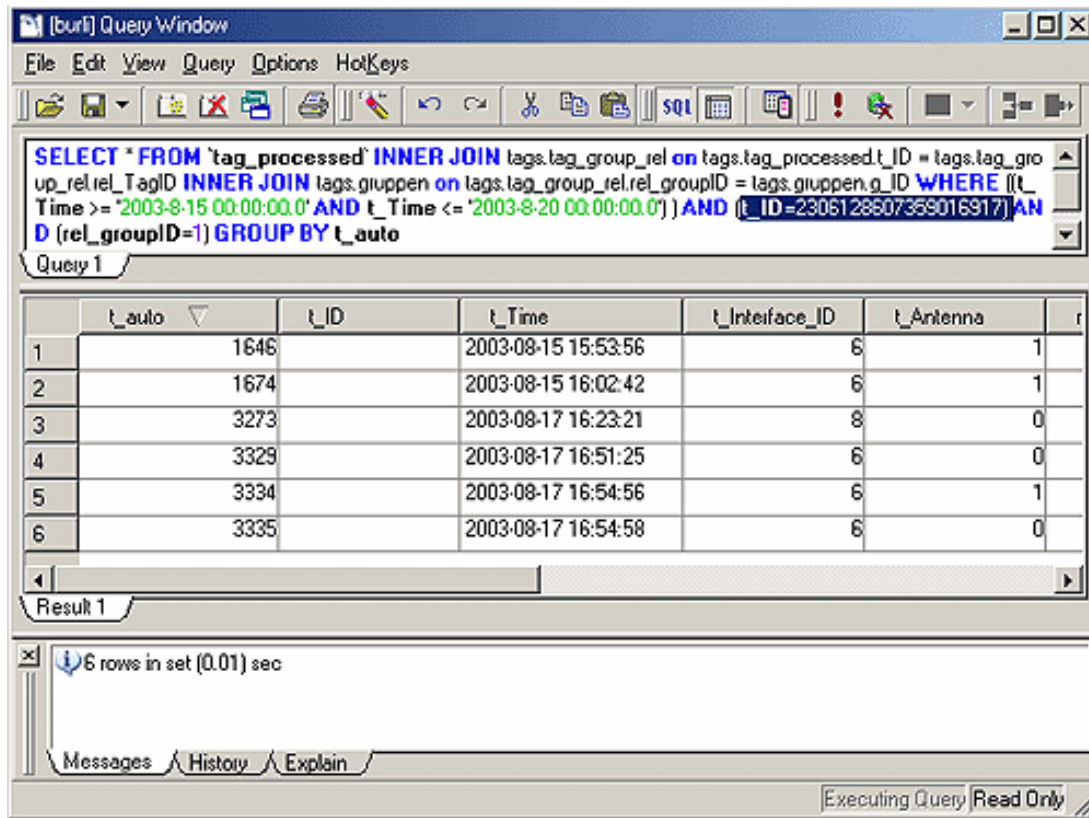 [burli] Query Window
File Edit View Query Options HotKeys
SQL
SELECT * FROM `tag_processed` INNER JOIN tags.tag_group_rel on tags.tag_processed.t_ID = tags.tag_gro
up_rel.rel_TagID INNER JOIN tags.gruppen on tags.tag_group_rel.rel_groupID = tags.gruppen.g_ID WHERE ((t_
Time >= "2003-8-15 00:00:00.0" AND t_Time <= "2003-8-20 00:00:00.0") ) AND (t_ID=2306128607359016917) AN
D (rel_groupID=1) GROUP BY t_auto
Query 1
t_auto t_ID t_Time t_Interface_ID t_Antenna r
1 1646 2003-08-15 15:53:56 6 1
2 1674 2003-08-15 16:02:42 6 1
3 3273 2003-08-17 16:23:21 8 0
4 3329 2003-08-17 16:51:25 6 0
5 3334 2003-08-17 16:54:56 6 1
6 3335 2003-08-17 16:54:58 6 0
Result 1
6 rows in set (0.01) sec
Messages History Explain
Executing Query Read Only